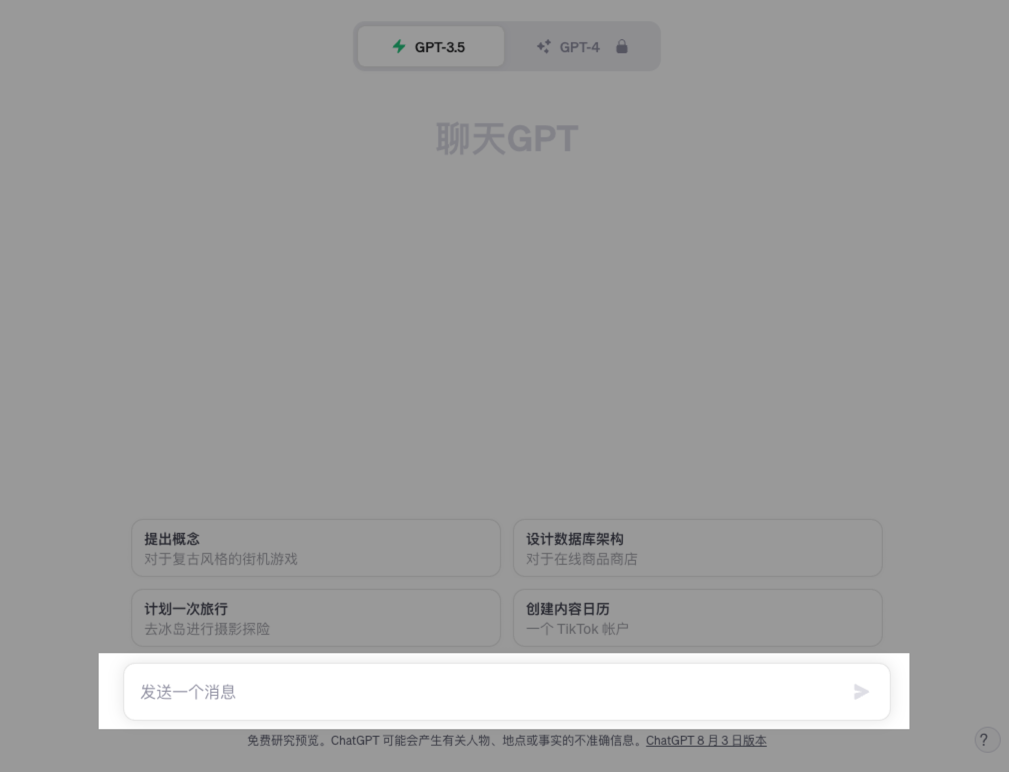 GPT-3.5
GPT-4
聊天GPT
提出概念
对于复古风格的街机游戏
设计数据库架构
对于在线商品商店
计划一次旅行
去冰岛进行摄影探险
创建内容日历
一个 TikTok 帐户
发送一个消息
免费研究预览。ChatGPT 可能会产生有关人物、地点或事实的不准确信息。ChatGPT 8 月 3 日版本
?